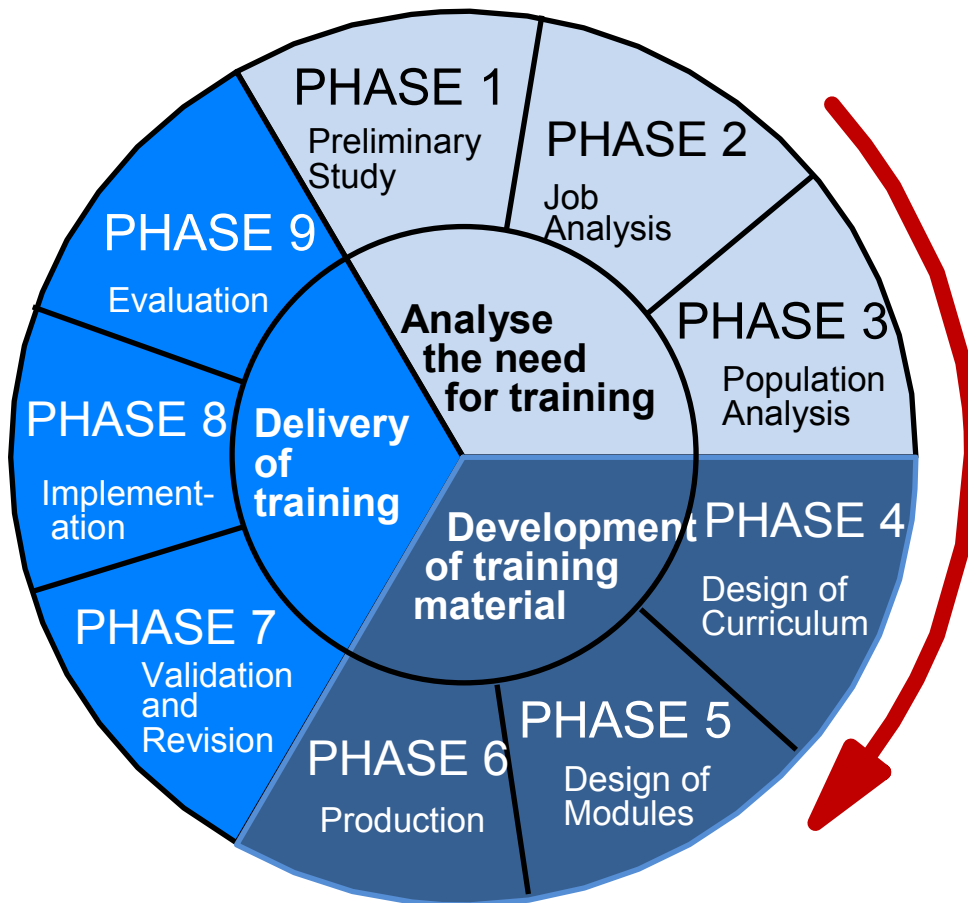 PHASE 1
Preliminary
Study
PHASE 2
Job
Analysis
PHASE 3
Population
Analysis
Analyse
the need
for training
PHASE 4
Design of
Curriculum
PHASE 5
Design of
Modules
PHASE 6
Production
Development
of training
material
PHASE 7
Validation
and
Revision
PHASE 8
Implement-
ation
PHASE 9
Evaluation
Delivery
of
training